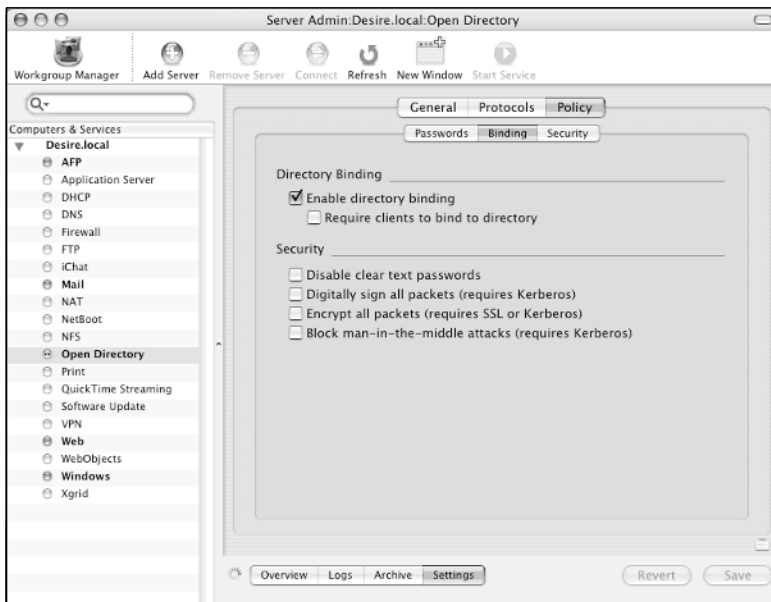 Server Admin:Desire.local:Open Directory
Workgroup Manager Add Server Remove Server Connect Refresh New Window Start Service
Computers & Services
Desire.local
AFP
Application Server
DHCP
DNS
Firewall
FTP
iChat
Mail
NAT
NetBoot
NFS
Open Directory
Print
QuickTime Streaming
Software Update
VPN
Web
WebObjects
Windows
Xgrid
General Protocols Policy
Passwords Binding Security
Directory Binding
Enable directory binding
Require clients to bind to directory
Security
Disable clear text passwords
Digitally sign all packets (requires Kerberos)
Encrypt all packets (requires SSL or Kerberos)
Block man-in-the-middle attacks (requires Kerberos)
Overview Logs Archive Settings
Revert Save